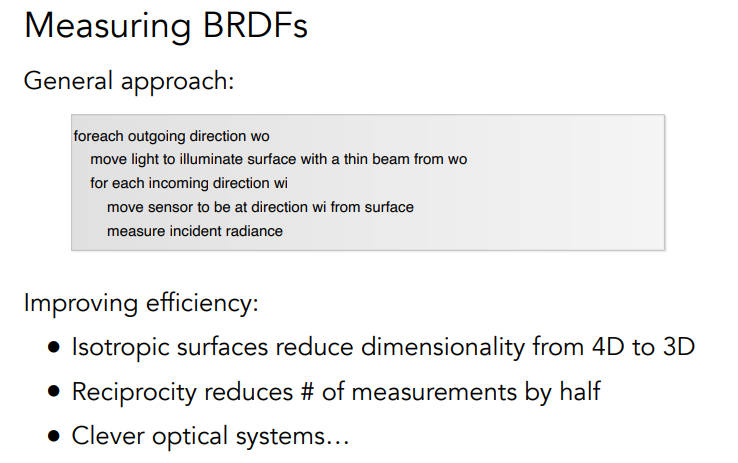 Measuring BRDFs
General approach:
foreach outgoing direction wo
move light to illuminate surface with a thin beam from wo
for each incoming direction wi
move sensor to be at direction wi from surface
measure incident radiance
Improving efficiency:
● Isotropic surfaces reduce dimensionality from 4D to 3D
● Reciprocity reduces # of measurements by half
● Clever optical systems…